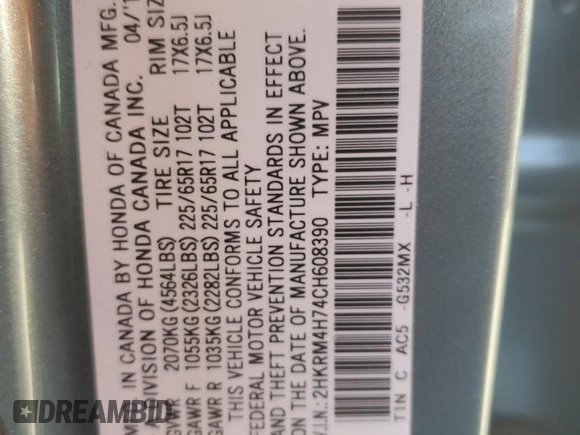 IN CANADA BY HONDA OF CANADA MFG.
DIVISION OF HONDA CANADA INC. 04/1
2070KG(4564LBS) TIRE SIZE RIM SIZ
GAWR F 1055KG(2326LBS) 225/65R17 102T 17X6.5J
GAWR R 1035KG(2282LBS) 225/65R17 102T 17X6.5J
THIS VEHICLE CONFORMS TO ALL APPLICABLE
FEDERAL MOTOR VEHICLE SAFETY
AND THEFT PREVENTION STANDARDS IN EFFECT
ON THE DATE OF MANUFACTURE SHOWN ABOVE.
V.I.N.:2HKRM4H74CH608390 TYPE: MPV
T1N C AC5 -G532MX -L -H
DREAMBID